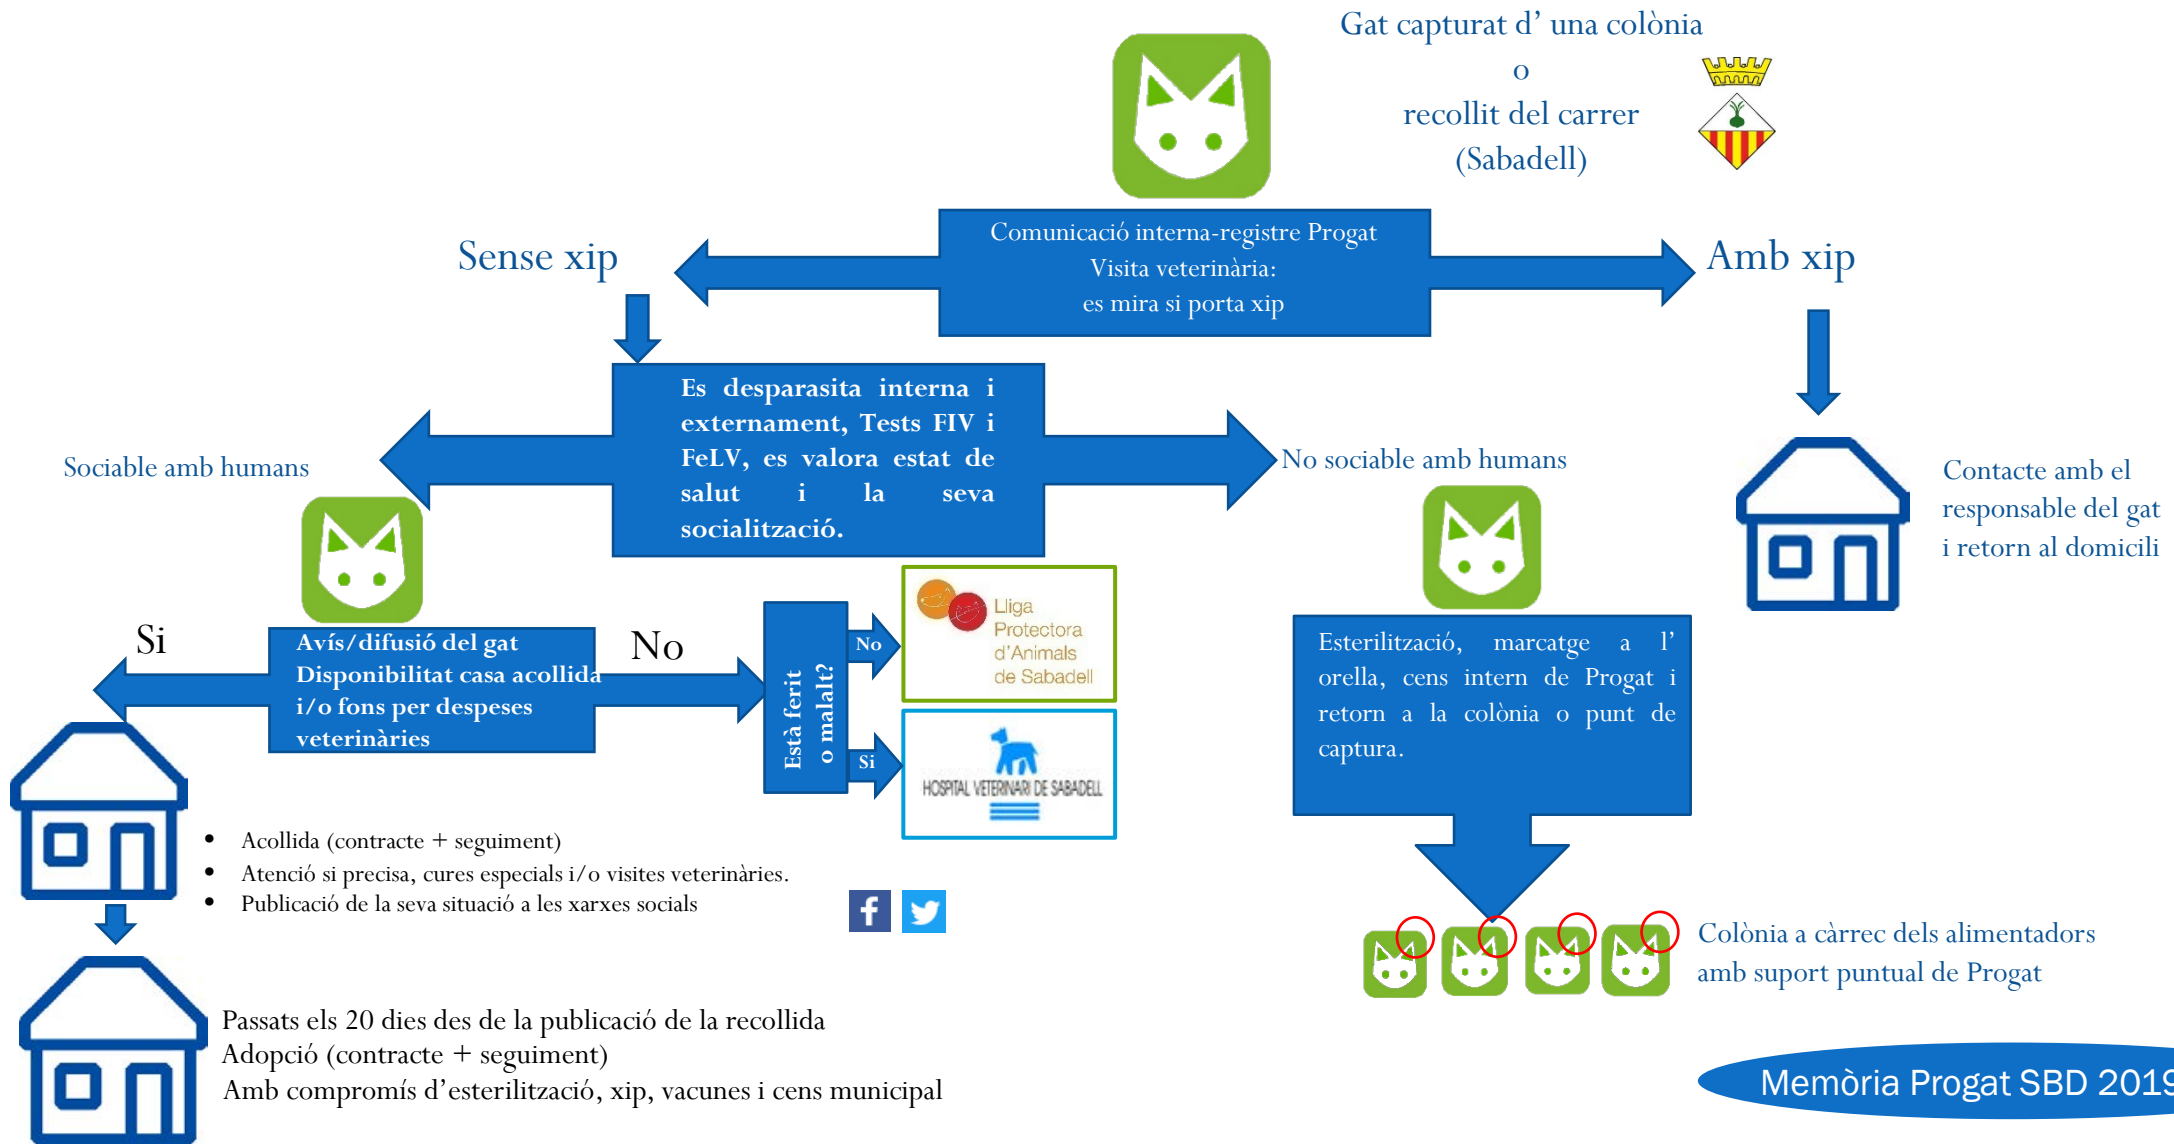 Gat capturat d' una colònia
o
recollit del carrer
(Sabadell)
Comunicació interna-registre Progat
Visita veterinària:
es mira si porta xip
Sense xip
Amb xip
Es desparasita interna i
externament, Tests FIV i
FeLV, es valora estat de
salut i la seva
socialització.
Sociable amb humans
No sociable amb humans
Contacte amb el
responsable del gat
i retorn al domicili
Si
Avís/difusió del gat
Disponibilitat casa acollida
i/o fons per despeses
veterinàries
No
Està ferit
o malalt?
No
Lliga
Protectora
d'Animals
de Sabadell
Si
HOSPITAL VETERINARI DE SABADELL
Esterilització, marcatge a l'
orella, cens intern de Progat i
retorn a la colònia o punt de
captura.
• Acollida (contracte + seguiment)
• Atenció si precisa, cures especials i/o visites veterinàries.
• Publicació de la seva situació a les xarxes socials
f
Colònia a càrrec dels alimentadors
amb suport puntual de Progat
Passats els 20 dies des de la publicació de la recollida
Adopció (contracte + seguiment)
Amb compromís d'esterilització, xip, vacunes i cens municipal
Memòria Progat SBD 2019